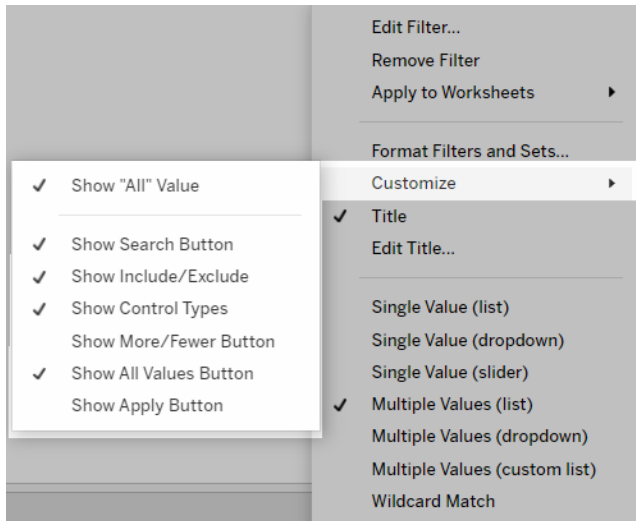 Edit Filter...
Remove Filter
Apply to Worksheets
Format Filters and Sets...
Customize
Title
Edit Title...
Single Value (list)
Single Value (dropdown)
Single Value (slider)
Multiple Values (list)
Multiple Values (dropdown)
Multiple Values (custom list)
Wildcard Match
Show "All" Value
Show Search Button
Show Include/Exclude
Show Control Types
Show More/Fewer Button
Show All Values Button
Show Apply Button